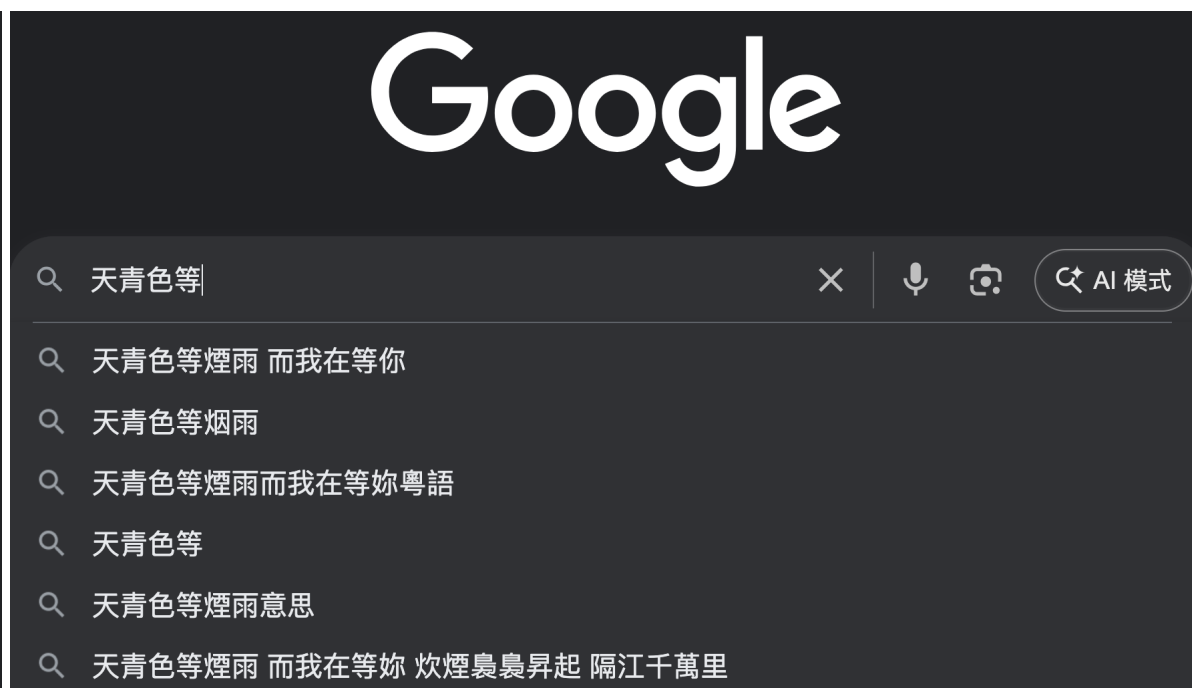 Google
天青色等
AI 模式
天青色等煙雨 而我在等你
天青色等烟雨
天青色等煙雨而我在等妳粵語
天青色等
天青色等煙雨意思
天青色等煙雨 而我在等妳 炊煙裊裊昇起 隔江千萬里